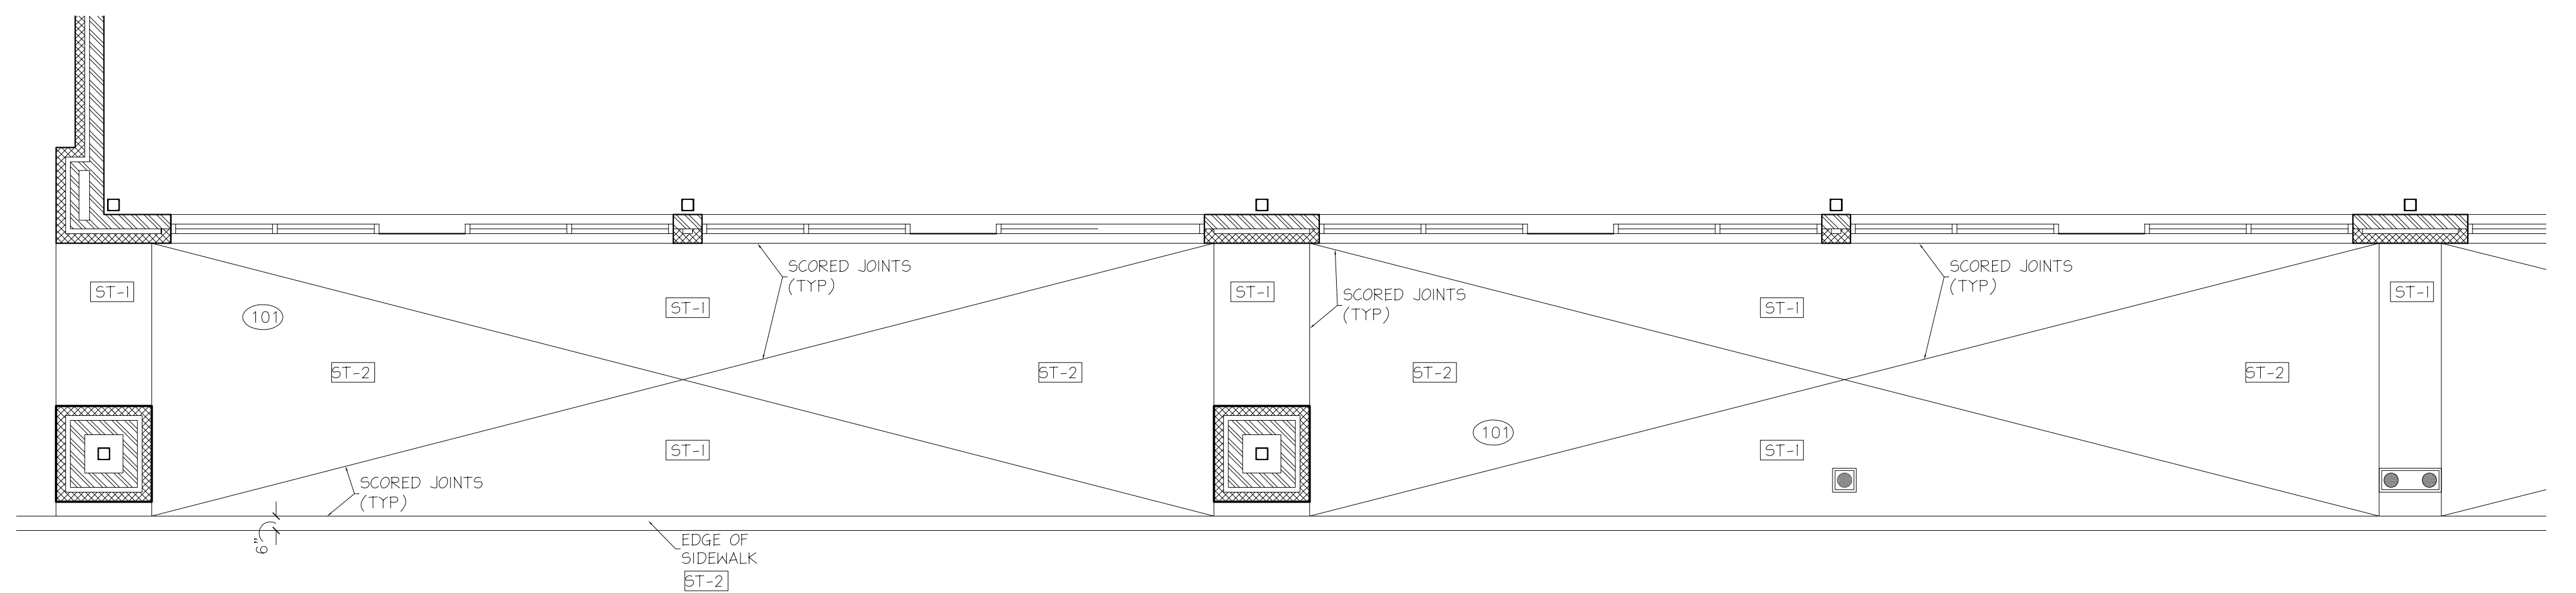 SCORED JOINTS
(TYP)
SCORED JOINTS
(TYP)
SCORED JOINTS
(TYP)
ST-1
ST-1
ST-1
ST-1
ST-1
101
ST-2
ST-2
ST-2
ST-2
101
ST-1
ST-1
SCORED JOINTS
(TYP)
6"
EDGE OF
SIDEWALK
ST-2